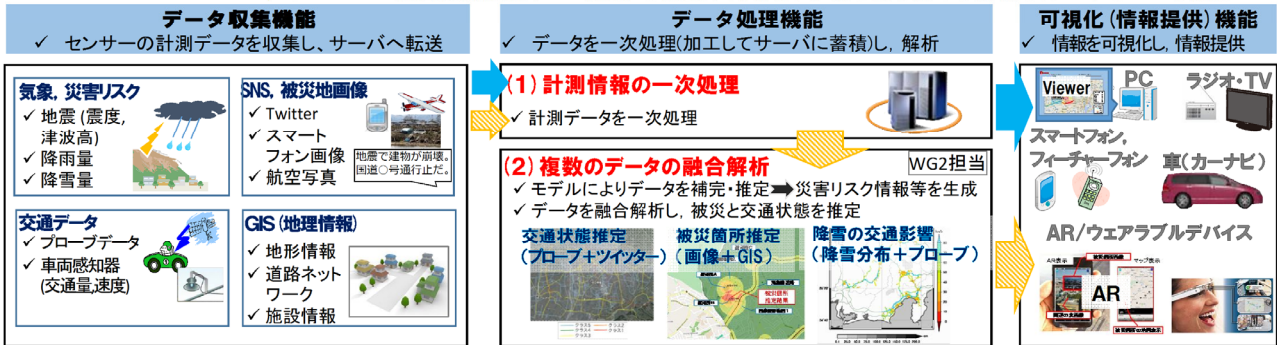 データ収集機能
✓ センサーの計測データを収集し、サーバへ転送
気象，災害リスク
✓ 地震（震度，
津波高）
✓ 降雨量
✓ 降雪量
SNS，被災地画像
✓ Twitter
✓ スマート
フォン画像
✓ 航空写真
地震で建物が崩壊。
国道○号通行止だ。
交通データ
✓ プローブデータ
✓ 車両感知器
(交通量,速度)
GIS（地理情報）
✓ 地形情報
✓ 道路ネット
ワーク
✓ 施設情報
データ処理機能
✓ データを一次処理(加工してサーバに蓄積)し，解析
(1) 計測情報の一次処理
✓ 計測データを一次処理
(2) 複数のデータの融合解析
WG2担当
✓ モデルによりデータを補完・推定➡災害リスク情報等を生成
✓ データを融合解析し，被災と交通状態を推定
交通状態推定
（プローブ＋ツイッター）
被災箇所推定
（画像＋GIS）
降雪の交通影響
（降雪分布＋プローブ）
可視化（情報提供）機能
✓ 情報を可視化し，情報提供
Viewer
PC
ラジオ・TV
スマートフォン，
フィーチャーフォン
車（カーナビ）
AR/ウェアラブルデバイス
AR表示
マップ表示
AR